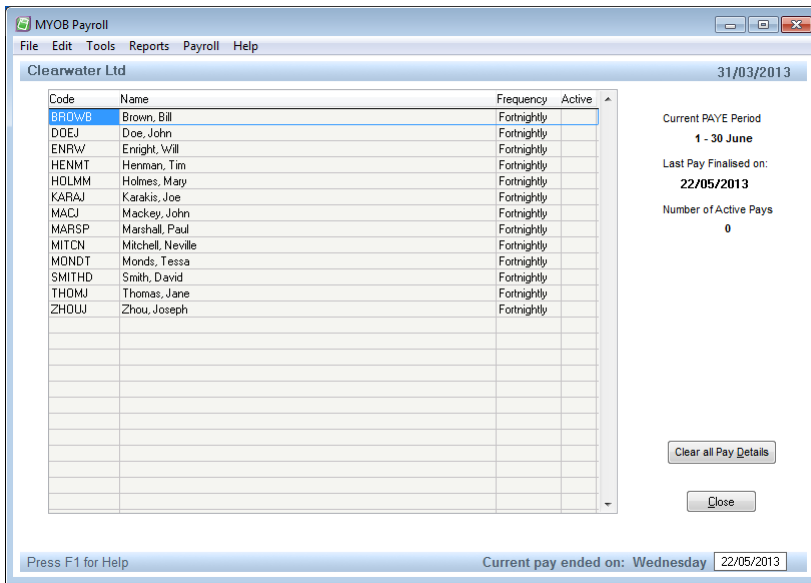 MYOB Payroll
File Edit Tools Reports Payroll Help
Clearwater Ltd 31/03/2013
Code Name Frequency Active
BROWB Brown, Bill Fortnightly
DOEJ Doe, John Fortnightly
ENRW Enright, Will Fortnightly
HENMT Henman, Tim Fortnightly
HOLMM Holmes, Mary Fortnightly
KARAJ Karakis, Joe Fortnightly
MACJ Mackey, John Fortnightly
MARSP Marshall, Paul Fortnightly
MITCN Mitchell, Neville Fortnightly
MONDT Monds, Tessa Fortnightly
SMITHD Smith, David Fortnightly
THOMJ Thomas, Jane Fortnightly
ZHOUJ Zhou, Joseph Fortnightly
Current PAYE Period
1 - 30 June
Last Pay Finalised on:
22/05/2013
Number of Active Pays
0
Clear all Pay Details
Close
Press F1 for Help Current pay ended on: Wednesday 22/05/2013